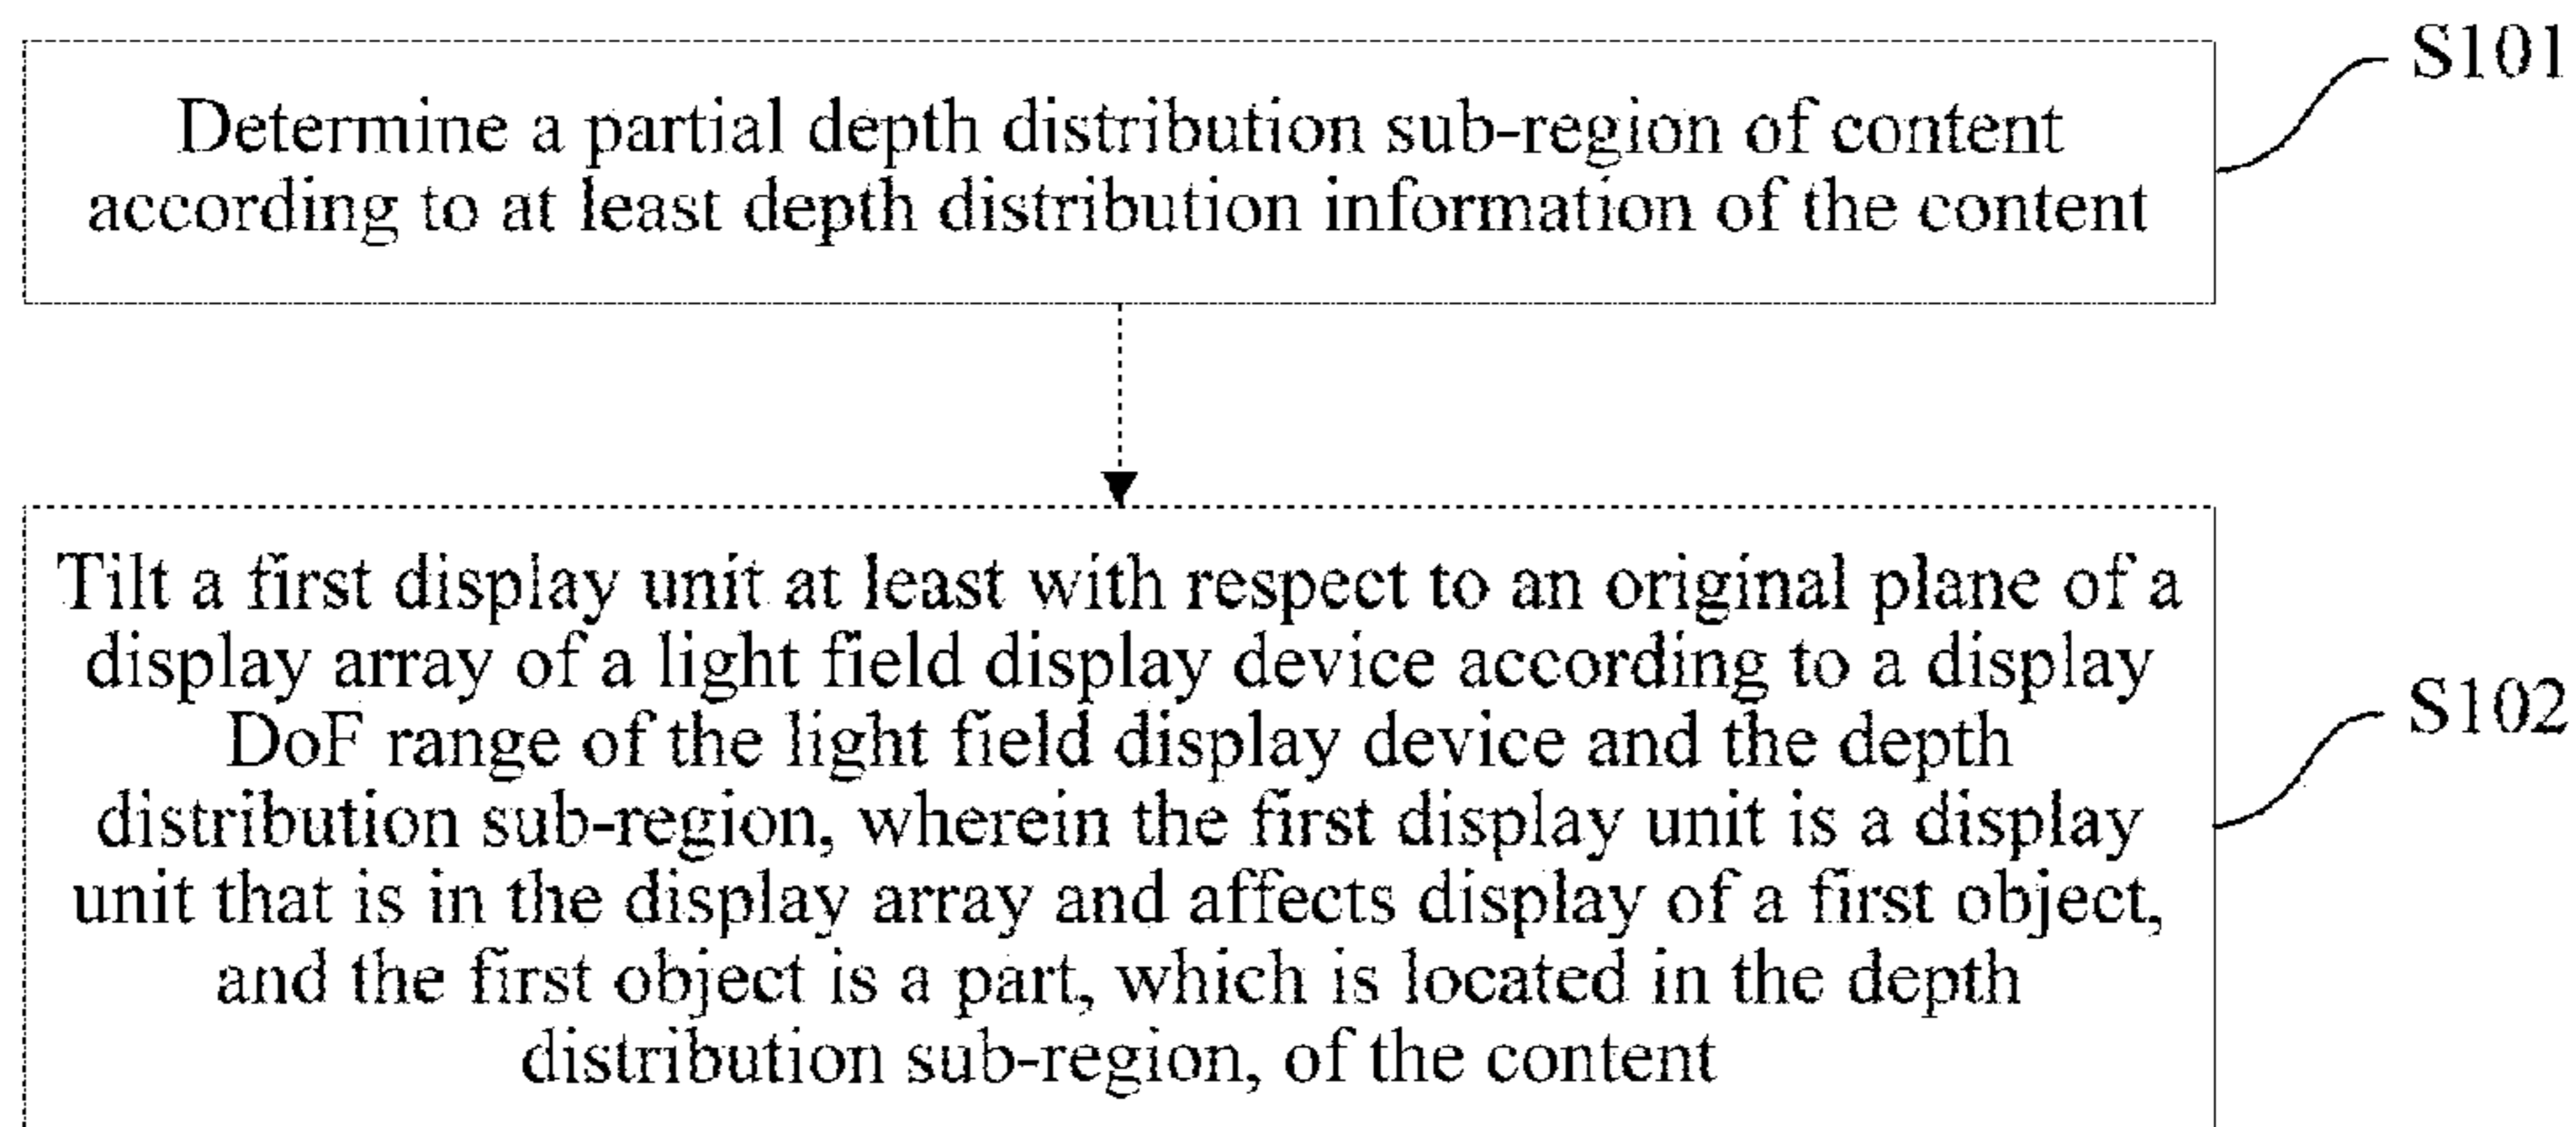 S101
Determine a partial depth distribution sub-region of content
according to at least depth distribution information of the content
Tilt a first display unit at least with respect to an original plane of a
display array of a light field display device according to a display
DoF range of the light field display device and the depth
distribution sub-region, wherein the first display unit is a display
unit that is in the display array and affects display of a first object,
and the first object is a part, which is located in the depth
distribution sub-region, of the content
S102